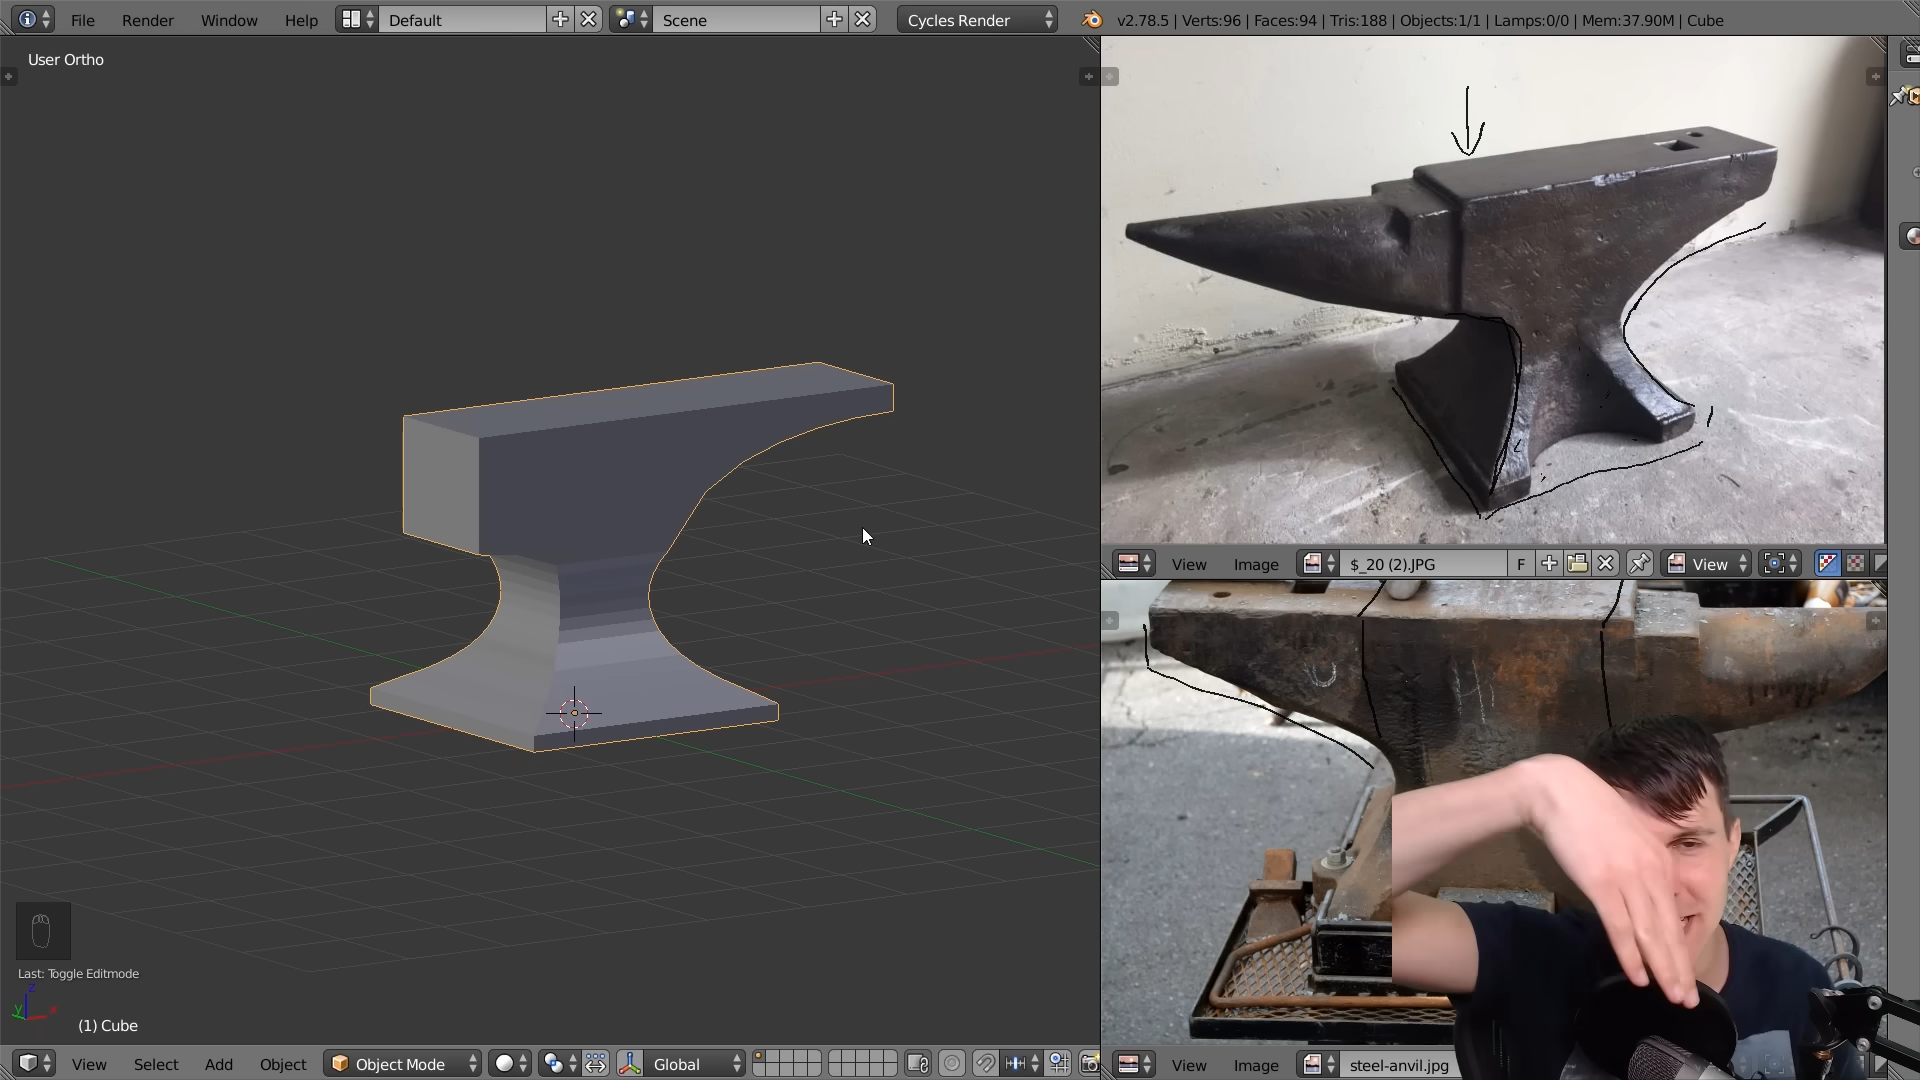 File Render Window Help Default Scene Cycles Render v2.78.5 | Verts:96 | Faces:94 | Tris:188 | Objects:1/1 | Lamps:0/0 | Mem:37.90M | Cube
User Ortho
View Image $_20 (2).JPG F View
Last: Toggle Editmode
z
y x
(1) Cube
View Select Add Object Object Mode Global
View Image steel-anvil.jpg